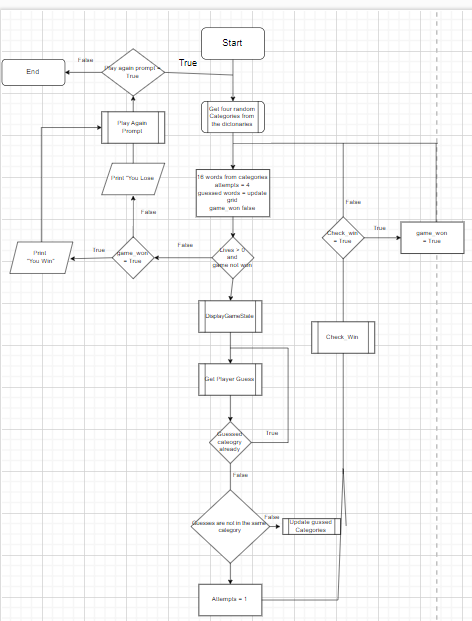 Start
False
True
End
Play again prompt =
True
Get four random
Categories from
the dictionaries
Play Again
Prompt
Print "You Lose
16 words from categories
attempts = 4
guessed words = update
grid
game_won false
False
False
Check_win
= True
True
game_won
= True
Print
"You Win"
True
game_won
= True
False
Lives > 0
and
game not won
DisplayGameState
Check_Win
Get Player Guess
Guessed
category
already
True
False
Guesses are not in the same
category
False
Update gussed
Categories
Attempts = 1